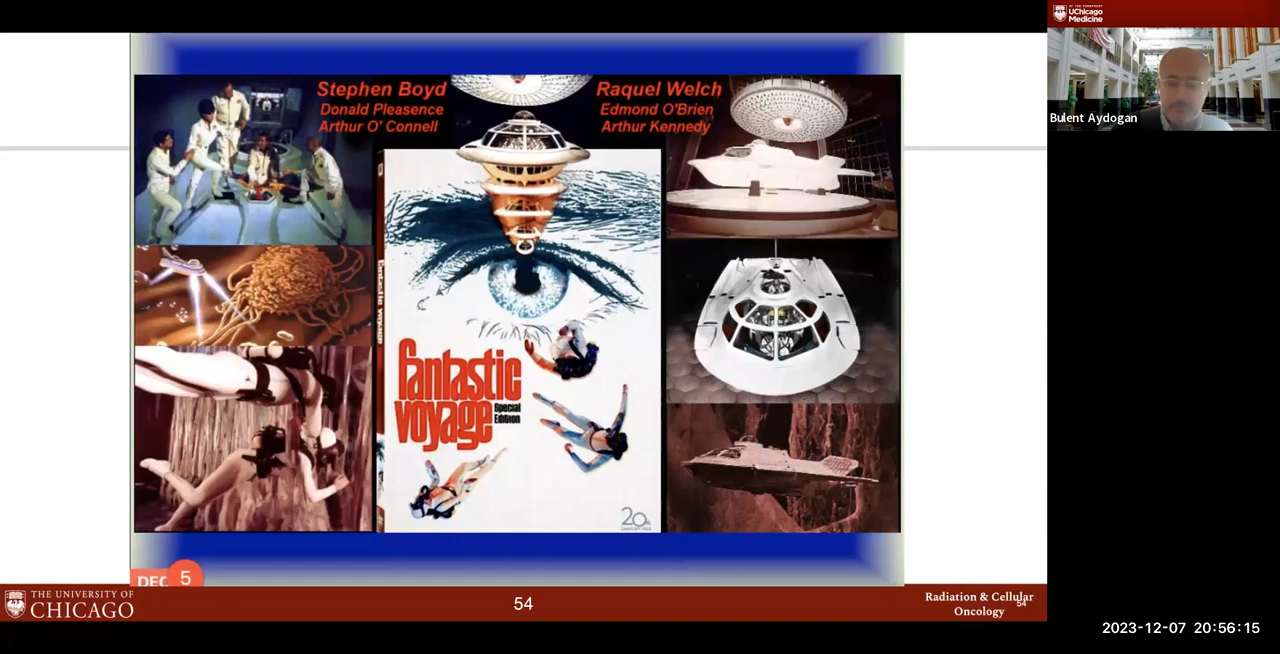 Stephen Boyd
Donald Pleasence
Arthur O' Connell
Raquel Welch
Edmond O'Brien
Arthur Kennedy
fantastic voyage
fantastic
voyage
Special
Edition
20th
DEC
5
THE UNIVERSITY OF
CHICAGO
54
Radiation & Cellular
Oncology
54
UChicago
Medicine
Bulent Aydogan
2023-12-07 20:56:15